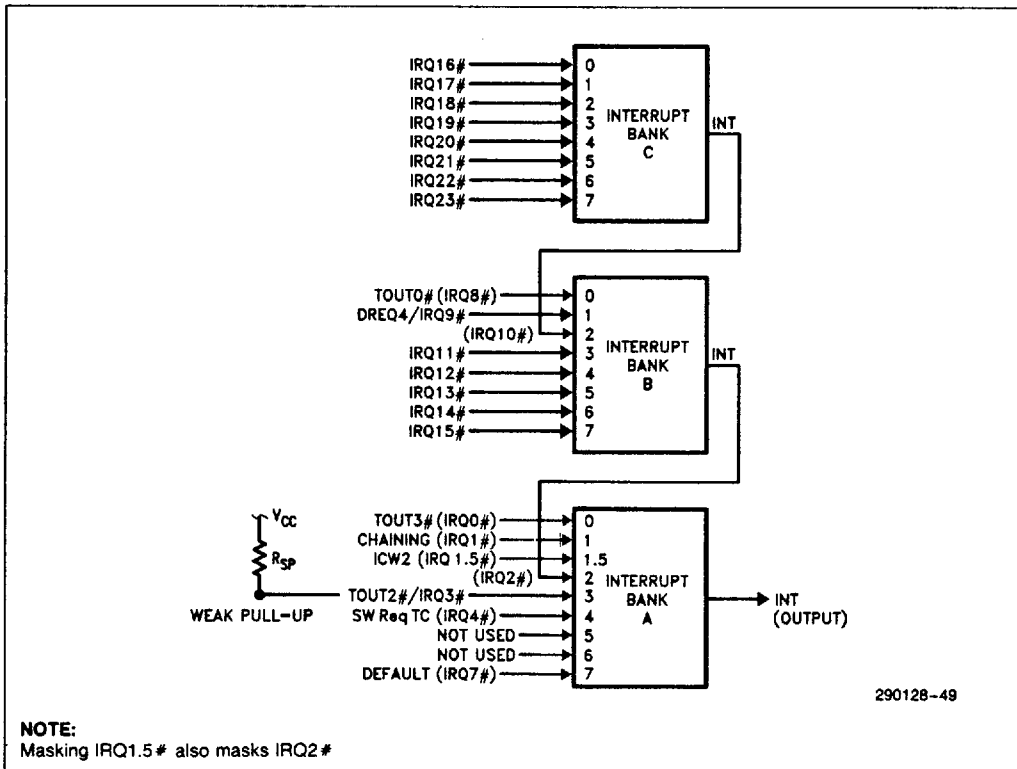 IRQ16# 0
IRQ17# 1
IRQ18# 2
IRQ19# 3
IRQ20# 4
IRQ21# 5
IRQ22# 6
IRQ23# 7
INTERRUPT
BANK
C
INT
TOUT0# (IRQ8#) 0
DREQ4/IRQ9# 1
(IRQ10#) 2
IRQ11# 3
IRQ12# 4
IRQ13# 5
IRQ14# 6
IRQ15# 7
INTERRUPT
BANK
B
INT
VCC
RSP
WEAK PULL-UP
TOUT3# (IRQ0#) 0
CHAINING (IRQ1#) 1
ICW2 (IRQ 1.5#) 1.5
(IRQ2#) 2
TOUT2#/IRQ3# 3
SW Req TC (IRQ4#) 4
NOT USED 5
NOT USED 6
DEFAULT (IRQ7#) 7
INTERRUPT
BANK
A
INT
(OUTPUT)
290128-49
NOTE:
Masking IRQ1.5# also masks IRQ2#